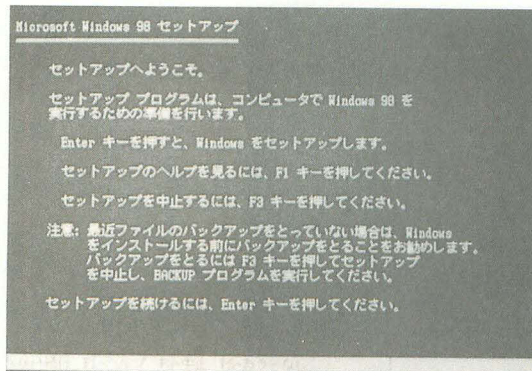 Microsoft Windows 98 セットアップ
セットアップへようこそ。
セットアップ プログラムは、コンピュータで Windows 98 を
実行するための準備を行います。
Enter キーを押すと、Windows をセットアップします。
セットアップのヘルプを見るには、F1 キーを押してください。
セットアップを中止するには、F3 キーを押してください。
注意: 最近ファイルのバックアップをとっていない場合は、Windows
をインストールする前にバックアップをとることをお勧めします。
バックアップをとるには F3 キーを押してセットアップ
を中止し、BACKUP プログラムを実行してください。
セットアップを続けるには、Enter キーを押してください。